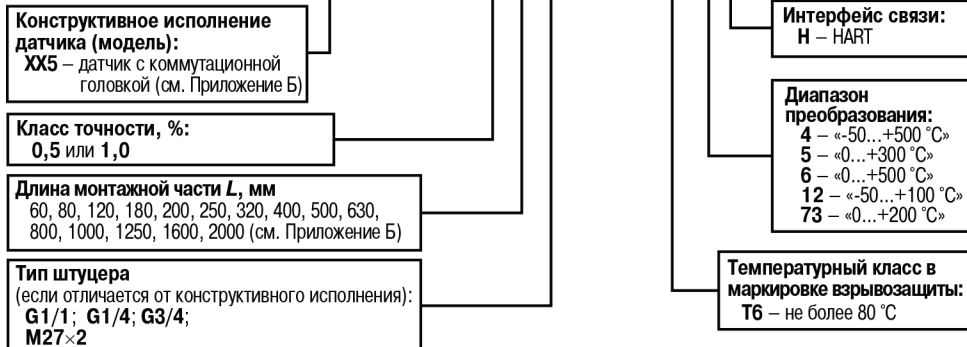 Конструктивное исполнение
датчика (модель):
XX5 – датчик с коммутационной
головкой (см. Приложение Б)
Класс точности, %:
0,5 или 1,0
Длина монтажной части L, мм
60, 80, 120, 180, 200, 250, 320, 400, 500, 630,
800, 1000, 1250, 1600, 2000 (см. Приложение Б)
Тип штуцера
(если отличается от конструктивного исполнения):
G1/1; G1/4; G3/4;
M27×2
Интерфейс связи:
H – HART
Диапазон
преобразования:
4 – «-50...+500 °С»
5 – «0...+300 °С»
6 – «0...+500 °С»
12 – «-50...+100 °С»
73 – «0...+200 °С»
Температурный класс в
маркировке взрывозащиты:
Т6 – не более 80 °С